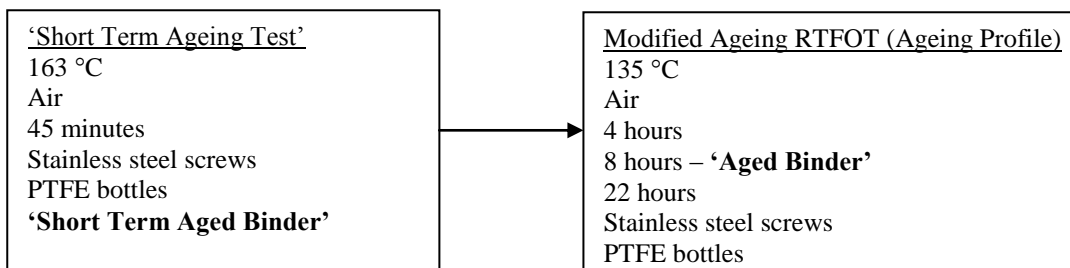 ‘Short Term Ageing Test’
163 °C
Air
45 minutes
Stainless steel screws
PTFE bottles
‘Short Term Aged Binder’
Modified Ageing RTFOT (Ageing Profile)
135 °C
Air
4 hours
8 hours – ‘Aged Binder’
22 hours
Stainless steel screws
PTFE bottles